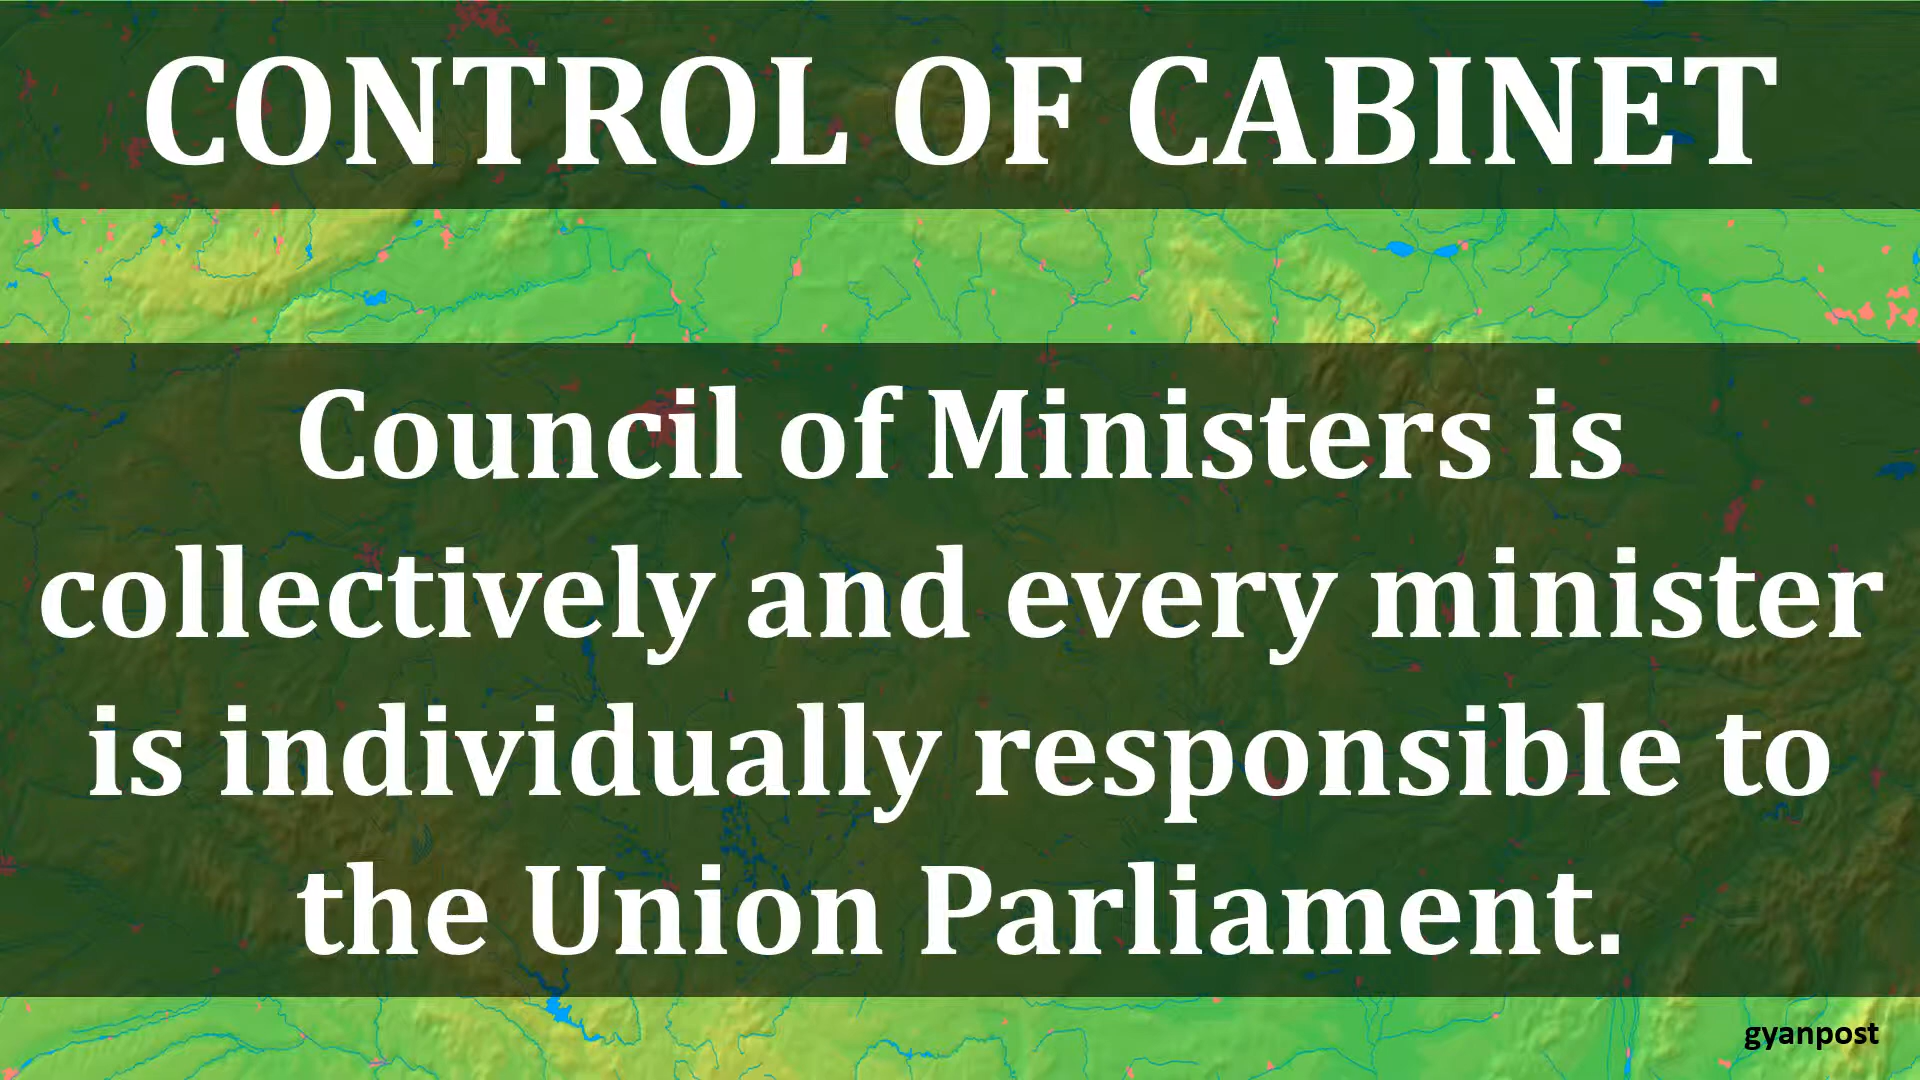 CONTROL OF CABINET
Council of Ministers is
collectively and every minister
is individually responsible to
the Union Parliament.
gyanpost